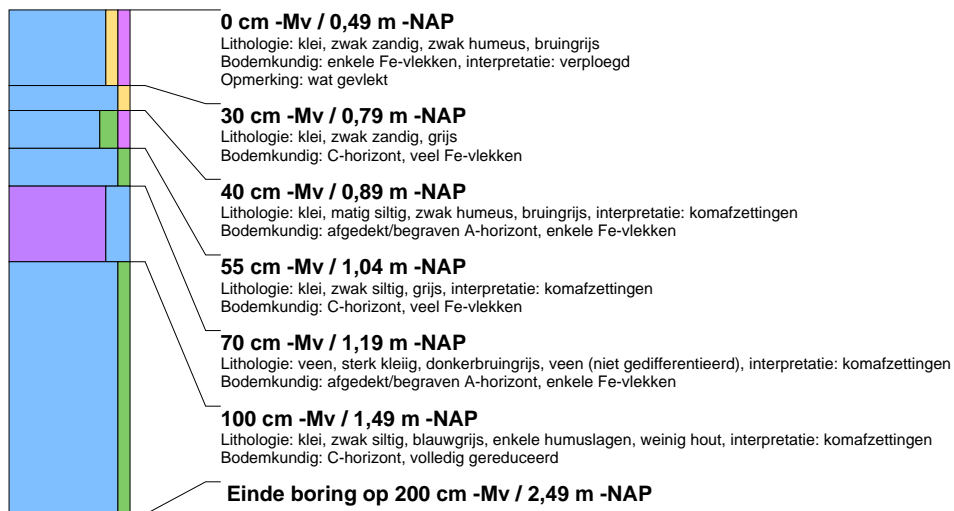 0 cm -Mv / 0,49 m -NAP
Lithologie: klei, zwak zandig, zwak humeus, bruingrijs
Bodemkundig: enkele Fe-vlekken, interpretatie: verploegd
Opmerking: wat gevlekt
30 cm -Mv / 0,79 m -NAP
Lithologie: klei, zwak zandig, grijs
Bodemkundig: C-horizont, veel Fe-vlekken
40 cm -Mv / 0,89 m -NAP
Lithologie: klei, matig siltig, zwak humeus, bruingrijs, interpretatie: komafzettingen
Bodemkundig: afgedekt/begraven A-horizont, enkele Fe-vlekken
55 cm -Mv / 1,04 m -NAP
Lithologie: klei, zwak siltig, grijs, interpretatie: komafzettingen
Bodemkundig: C-horizont, veel Fe-vlekken
70 cm -Mv / 1,19 m -NAP
Lithologie: veen, sterk kleiig, donkerbruingrijs, veen (niet gedifferentieerd), interpretatie: komafzettingen
Bodemkundig: afgedekt/begraven A-horizont, enkele Fe-vlekken
100 cm -Mv / 1,49 m -NAP
Lithologie: klei, zwak siltig, blauwgrijs, enkele humuslagen, weinig hout, interpretatie: komafzettingen
Bodemkundig: C-horizont, volledig gereduceerd
Einde boring op 200 cm -Mv / 2,49 m -NAP